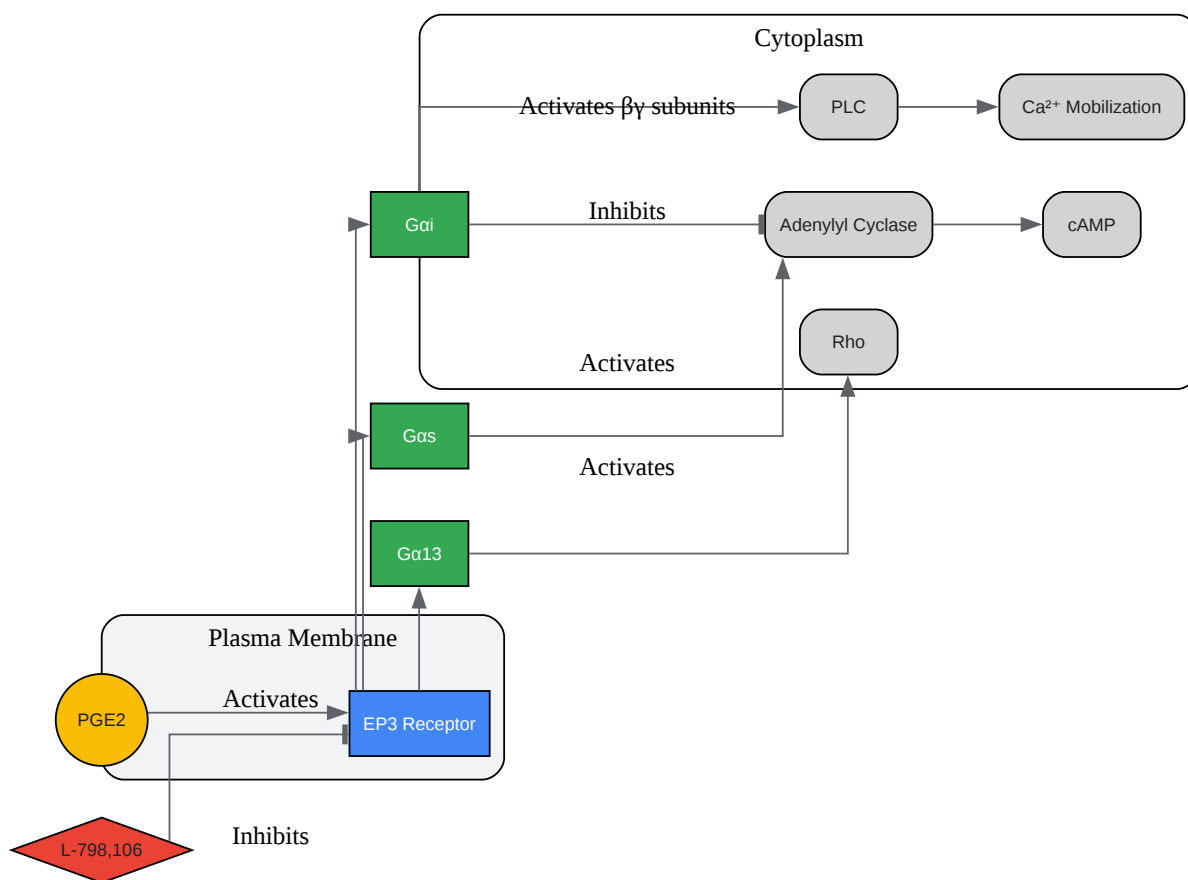 Cytoplasm
Activates βγ subunits
PLC
Ca²⁺ Mobilization
Gαi
Inhibits
Adenylyl Cyclase
cAMP
Rho
Activates
Gαs
Activates
Gα13
Plasma Membrane
Activates
PGE2
EP3 Receptor
Inhibits
L-798,106